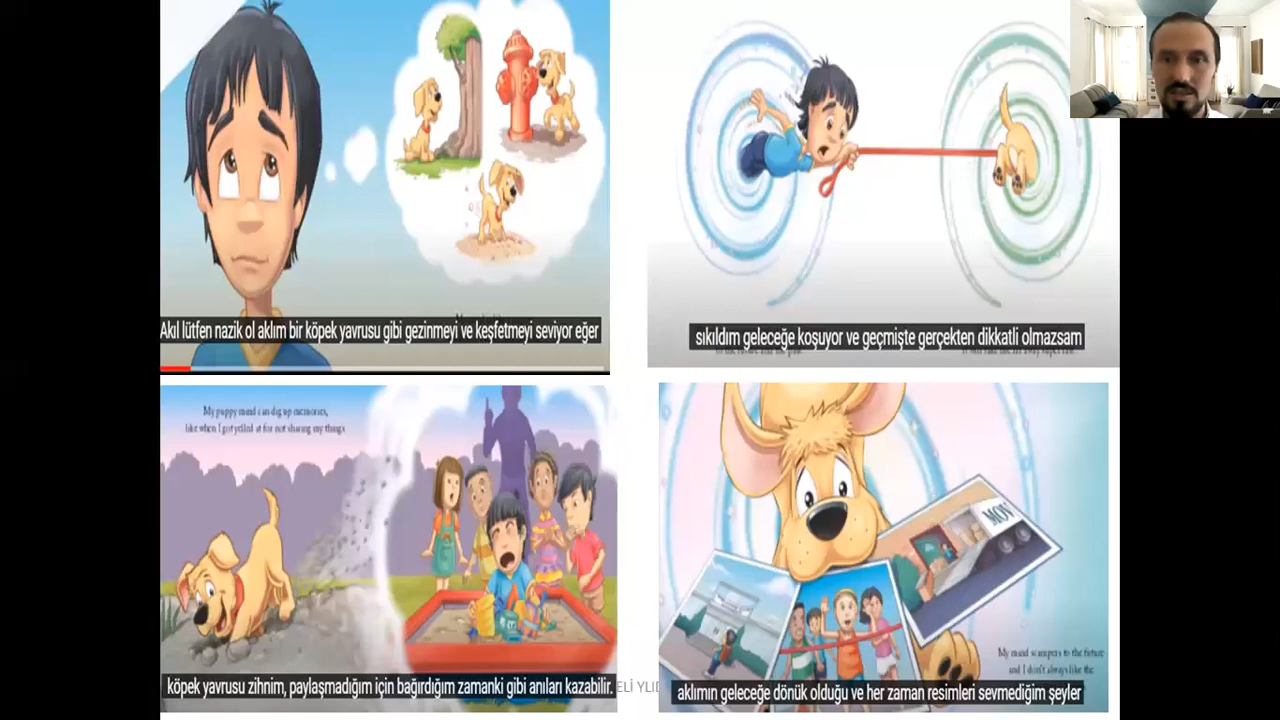 Akıl lütfen nazik ol aklım bir köpek yavrusu gibi gezinmeyi ve keşfetmeyi seviyor eğer
sıkıldım geleceğe koşuyor ve geçmişte gerçekten dikkatli olmazsam
My puppy mind can dig up memories,
like when I got yelled at for not sharing my things
köpek yavrusu zihnim, paylaşmadığım için bağırdığım zamanki gibi anıları kazabilir.
ELİ YLD
MOV
My mind scampers to the future
and I don't always like the
aklımın geleceğe dönük olduğu ve her zaman resimleri sevmediğim şeyler